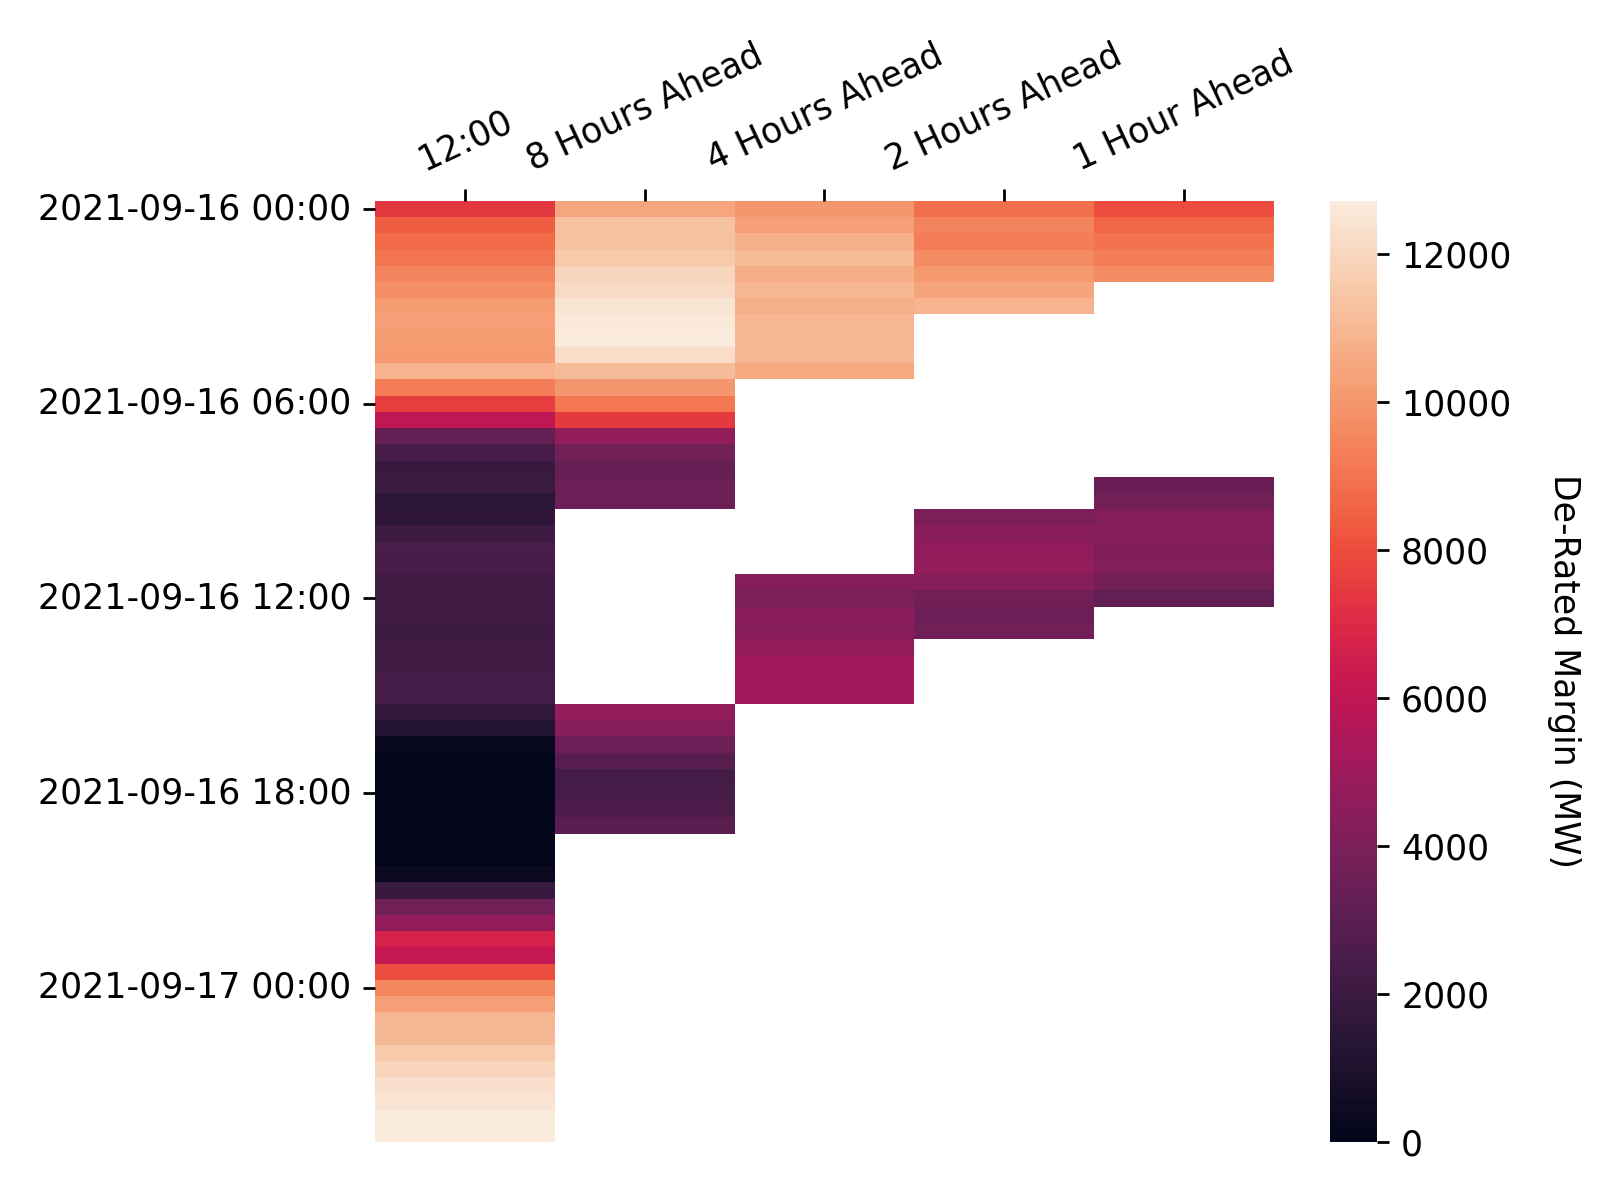 12:00
8 Hours Ahead
4 Hours Ahead
2 Hours Ahead
1 Hour Ahead
2021-09-16 00:00
2021-09-16 06:00
2021-09-16 12:00
2021-09-16 18:00
2021-09-17 00:00
12000
10000
8000
6000
4000
2000
0
De-Rated Margin (MW)